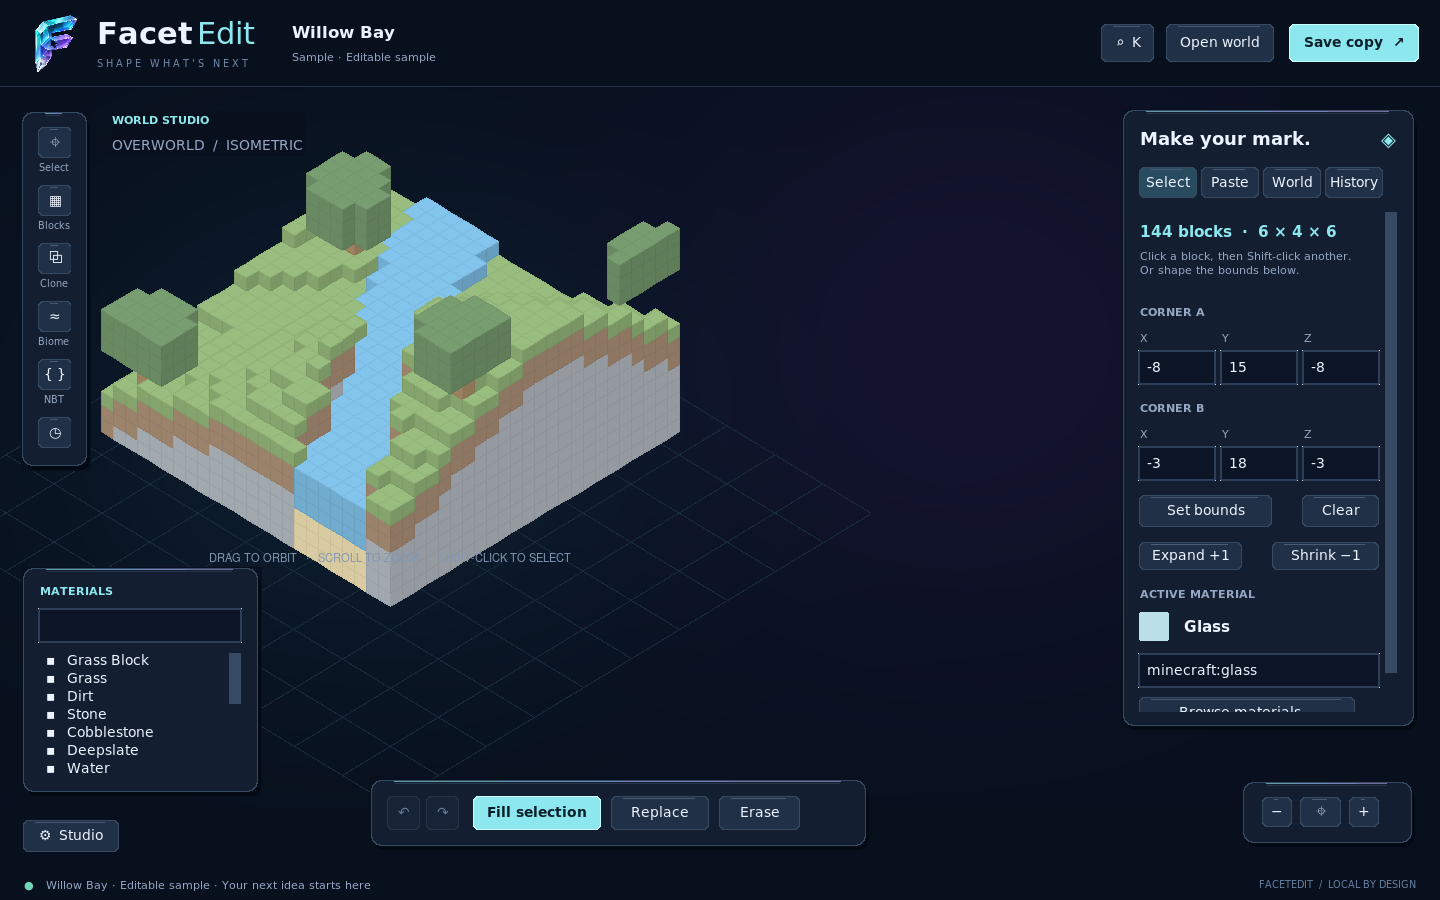 FacetEdit
SHAPE WHAT'S NEXT
Willow Bay
Sample · Editable sample
⌕ K
Open world
Save copy ↗
Select
Blocks
Clone
Biome
{ }
NBT
WORLD STUDIO
OVERWORLD / ISOMETRIC
DRAG TO ORBIT · SCROLL TO
-CLICK TO SELECT
MATERIALS
Grass Block
Grass
Dirt
Stone
Cobblestone
Deepslate
Water
⚙ Studio
Fill selection
Replace
Erase
Make your mark.
Select
Paste
World
History
144 blocks · 6 × 4 × 6
Click a block, then Shift-click another.
Or shape the bounds below.
CORNER A
X Y Z
-8 15 -8
CORNER B
X Y Z
-3 18 -3
Set bounds
Clear
Expand +1
Shrink −1
ACTIVE MATERIAL
Glass
minecraft:glass
Browse materials
− +
Willow Bay · Editable sample · Your next idea starts here
FACETEDIT / LOCAL BY DESIGN